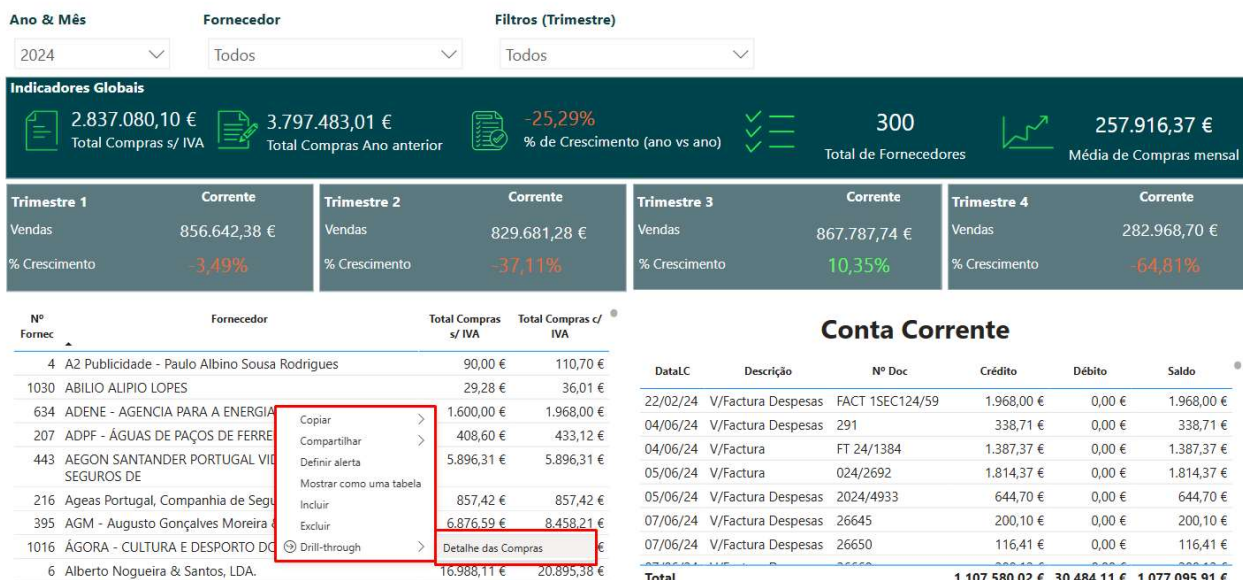 Ano & Mês Fornecedor Filtros (Trimestre)
2024 Todos Todos
Indicadores Globais
2.837.080,10 € 3.797.483,01 € -25,29% 300 257.916,37 €
Total Compras s/ IVA Total Compras Ano anterior % de Crescimento (ano vs ano) Total de Fornecedores Média de Compras mensal
Trimestre 1 Corrente Trimestre 2 Corrente Trimestre 3 Corrente Trimestre 4 Corrente
Vendas 856.642,38 € Vendas 829.681,28 € Vendas 867.787,74 € Vendas 282.968,70 €
% Crescimento -3,49% % Crescimento -37,11% % Crescimento 10,35% % Crescimento -64,81%
Nº Fornec Fornecedor Total Compras s/ IVA Total Compras c/ IVA
4 A2 Publicidade - Paulo Albino Sousa Rodrigues 90,00 € 110,70 €
1030 ABILIO ALIPIO LOPES 29,28 € 36,01 €
634 ADENE - AGENCIA PARA A ENERGIA 1.600,00 € 1.968,00 €
207 ADPF - ÁGUAS DE PAÇOS DE FERRE 408,60 € 433,12 €
443 AEGON SANTANDER PORTUGAL VID 5.896,31 € 5.896,31 €
SEGUROS DE
216 Ageas Portugal, Companhia de Segu 857,42 € 857,42 €
395 AGM - Augusto Gonçalves Moreira 6.876,59 € 8.458,21 €
1016 ÁGORA - CULTURA E DESPORTO DO €
6 Alberto Nogueira & Santos, LDA. 16.988,11 € 20.895,38 €
Copiar
Compartilhar
Definir alerta
Mostrar como uma tabela
Incluir
Excluir
Drill-through
Detalhe das Compras
Conta Corrente
DataLC Descrição Nº Doc Crédito Débito Saldo
22/02/24 V/Factura Despesas FACT 1SEC124/59 1.968,00 € 0,00 € 1.968,00 €
04/06/24 V/Factura Despesas 291 338,71 € 0,00 € 338,71 €
04/06/24 V/Factura FT 24/1384 1.387,37 € 0,00 € 1.387,37 €
05/06/24 V/Factura 024/2692 1.814,37 € 0,00 € 1.814,37 €
05/06/24 V/Factura Despesas 2024/4933 644,70 € 0,00 € 644,70 €
07/06/24 V/Factura Despesas 26645 200,10 € 0,00 € 200,10 €
07/06/24 V/Factura Despesas 26650 116,41 € 0,00 € 116,41 €
Total 1.107.580,02 € 30.484,11 € 1.077.095,91 €